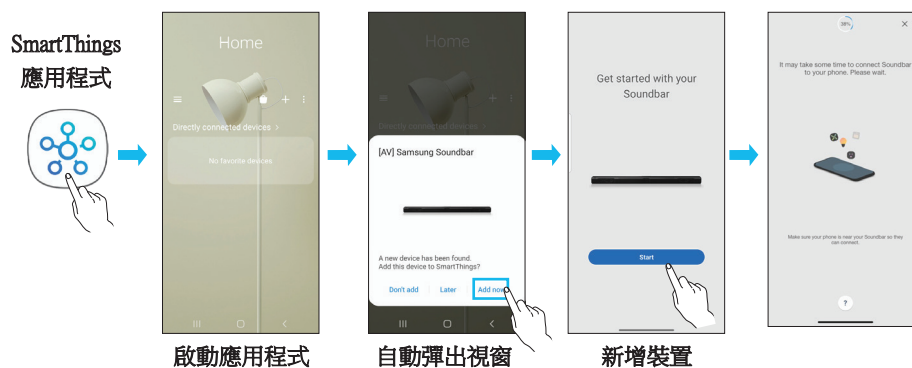 SmartThings
應用程式
Home
Directly connected devices >
No favorite devices
啟動應用程式
Home
Directly connected devices >
[AV] Samsung Soundbar
A new device has been found.
Add this device to SmartThings?
Don't add
Later
Add now
自動彈出視窗
Get started with your
Soundbar
Start
新增裝置
38%
It may take some time to connect Soundbar
to your phone. Please wait.
Make sure your phone is near your Soundbar so they
can connect.
?